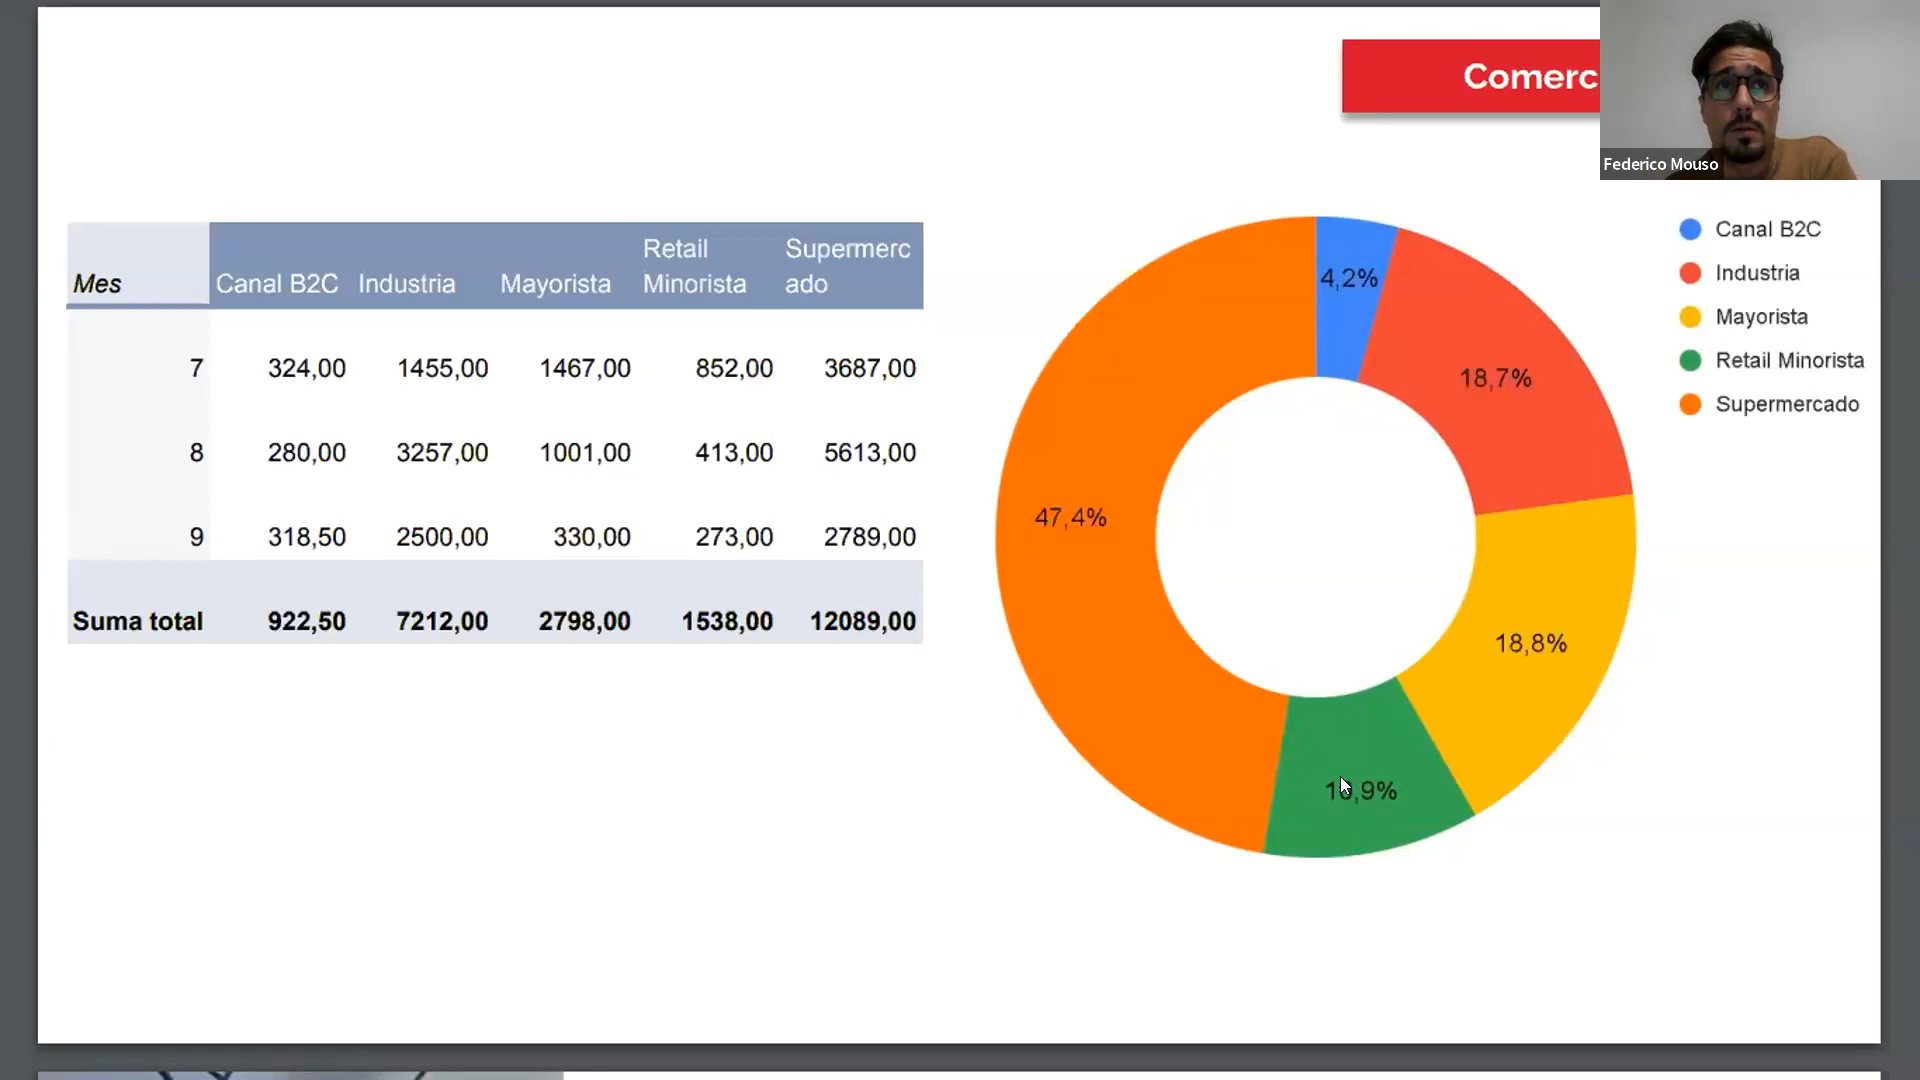 Comerc
Federico Mouso
Mes Canal B2C Industria Mayorista Retail Minorista Supermercado
7 324,00 1455,00 1467,00 852,00 3687,00
8 280,00 3257,00 1001,00 413,00 5613,00
9 318,50 2500,00 330,00 273,00 2789,00
Suma total 922,50 7212,00 2798,00 1538,00 12089,00
4,2%
18,7%
47,4%
18,8%
10,9%
Canal B2C
Industria
Mayorista
Retail Minorista
Supermercado